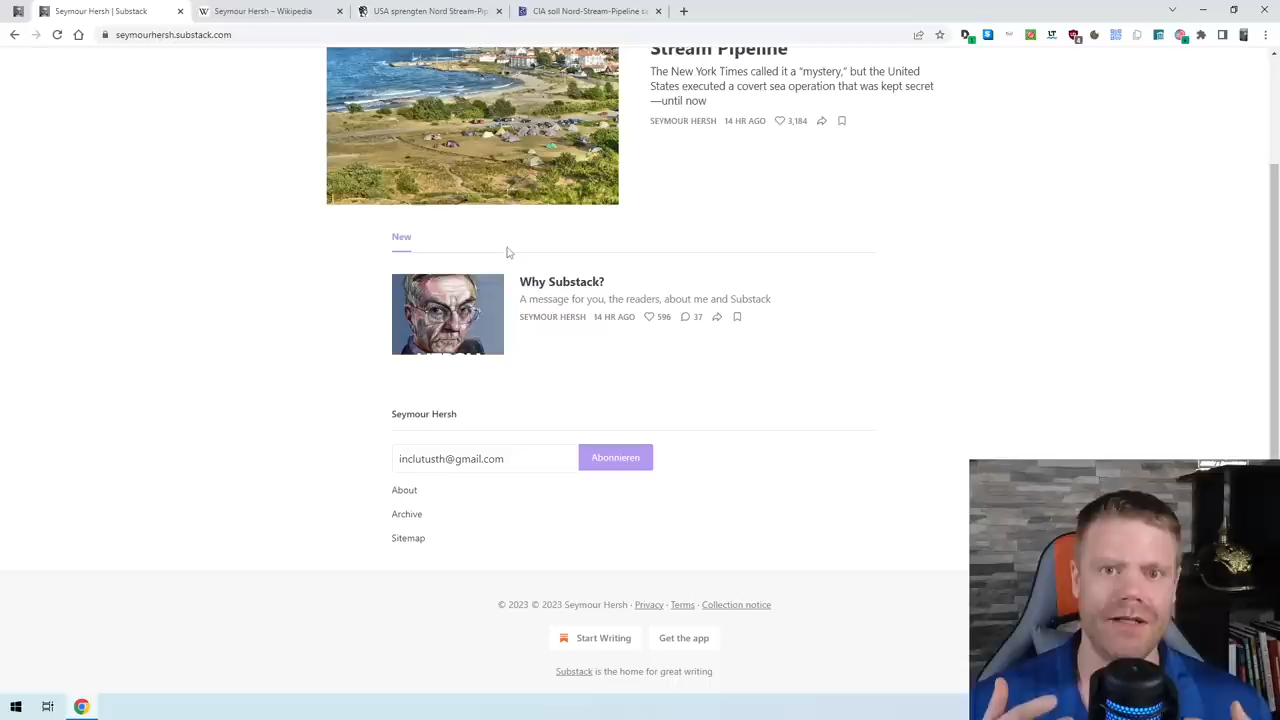 Seymour Hersh | Substack
Seymour Hersh – Wikipedia
USA sprengten Nord-Stream-Pip
CIA soll Nord-Stream-Pipelines s
seymourhersh.substack.com
Stream Pipeline
The New York Times called it a “mystery,” but the United
States executed a covert sea operation that was kept secret
—until now
SEYMOUR HERSH 14 HR AGO 3,184
New
Why Substack?
A message for you, the readers, about me and Substack
SEYMOUR HERSH 14 HR AGO 596 37
Seymour Hersh
inclutusth@gmail.com Abonnieren
About
Archive
Sitemap
© 2023 © 2023 Seymour Hersh · Privacy · Terms · Collection notice
Start Writing Get the app
Substack is the home for great writing